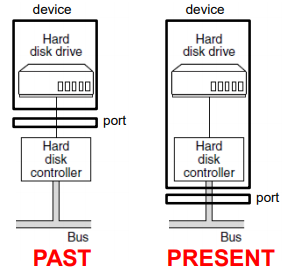 device
Hard
disk drive
port
Hard
disk
controller
Bus
PAST
device
Hard
disk drive
Hard
disk
controller
port
Bus
PRESENT